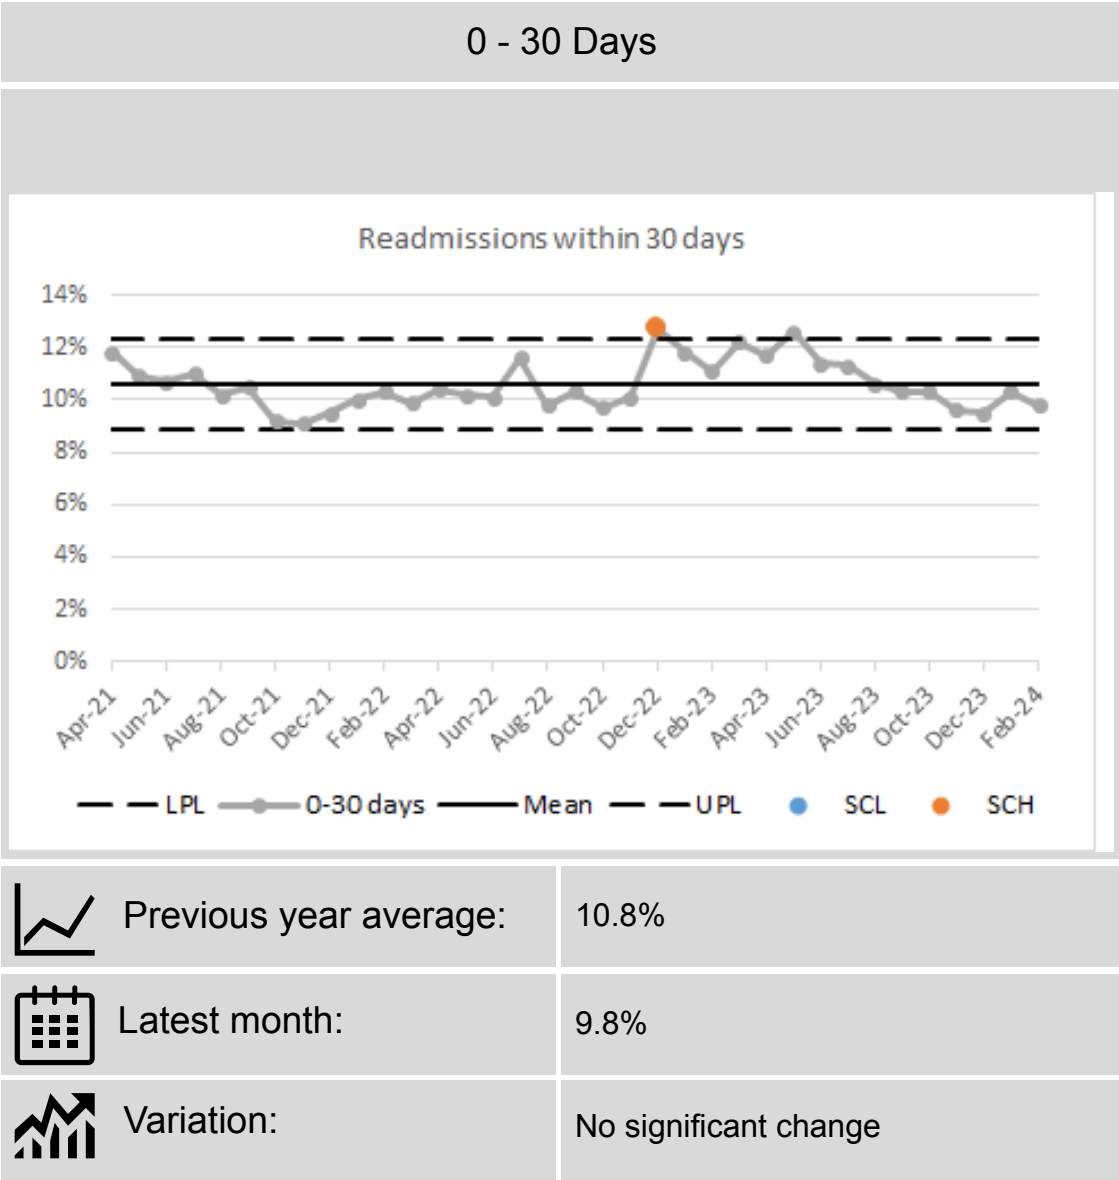 0 - 30 Days
Readmissions within 30 days
14%
12%
10%
8%
6%
4%
2%
0%
Apr-21 Jun-21 Aug-21 Oct-21 Dec-21 Feb-22 Apr-22 Jun-22 Aug-22 Oct-22 Dec-22 Feb-23 Apr-23 Jun-23 Aug-23 Oct-23 Dec-23 Feb-24
LPL 0-30 days Mean UPL SCL SCH
Previous year average: 10.8%
Latest month: 9.8%
Variation: No significant change